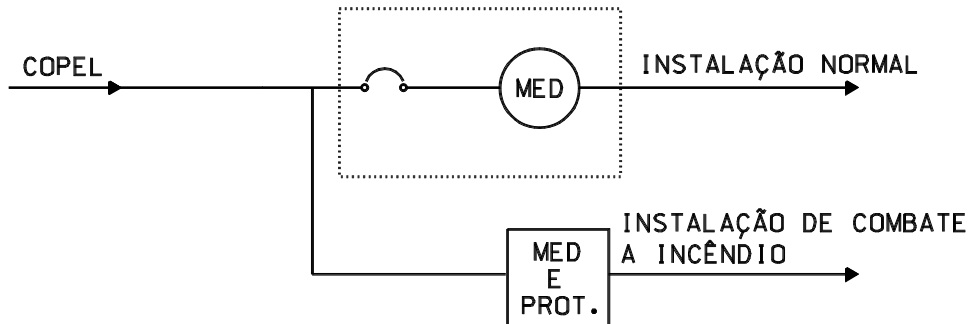 COPEL
INSTALAÇÃO NORMAL
MED
INSTALAÇÃO DE COMBATE
A INCÊNDIO
MED
E
PROT.